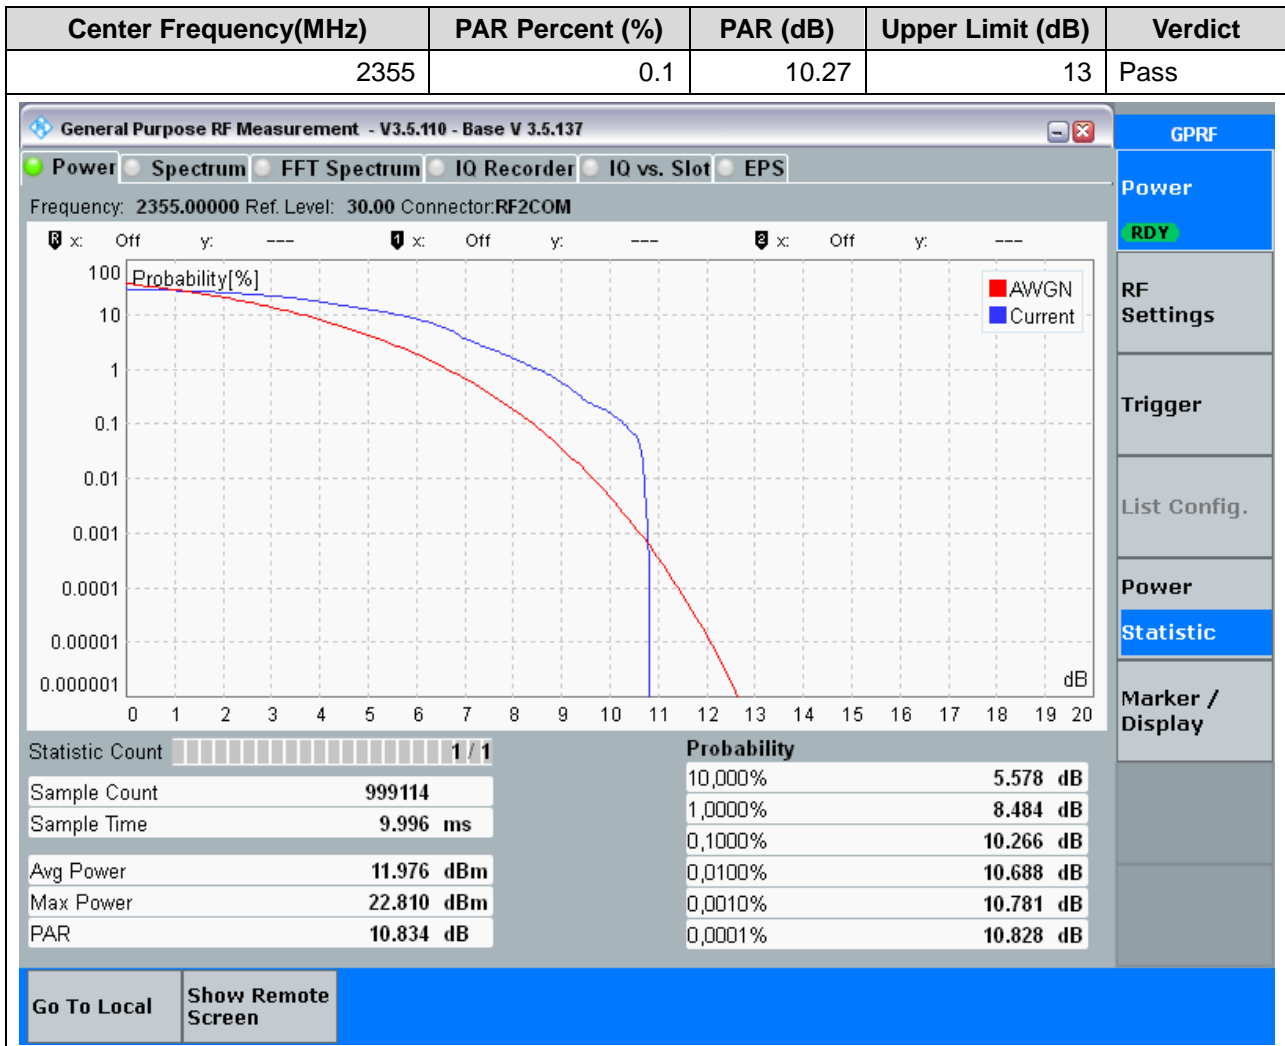 Center Frequency(MHz) PAR Percent (%) PAR (dB) Upper Limit (dB) Verdict
2355 0.1 10.27 13 Pass
General Purpose RF Measurement - V3.5.110 - Base V 3.5.137
GPRF
Power Spectrum FFT Spectrum IQ Recorder IQ vs. Slot EPS
Power
RDY
Frequency: 2355.00000 Ref. Level: 30.00 Connector:RF2COM
R x: Off y: --- 1 x: Off y: --- 2 x: Off y: ---
Probability[%]
AWGN
Current
100
10
1
0.1
0.01
0.001
0.0001
0.00001
0.000001
dB
0 1 2 3 4 5 6 7 8 9 10 11 12 13 14 15 16 17 18 19 20
RF
Settings
Trigger
List Config.
Power
Statistic
Marker /
Display
Statistic Count 1 / 1
Sample Count 999114
Sample Time 9.996 ms
Avg Power 11.976 dBm
Max Power 22.810 dBm
PAR 10.834 dB
Probability
10,000% 5.578 dB
1,0000% 8.484 dB
0,1000% 10.266 dB
0,0100% 10.688 dB
0,0010% 10.781 dB
0,0001% 10.828 dB
Go To Local
Show Remote
Screen